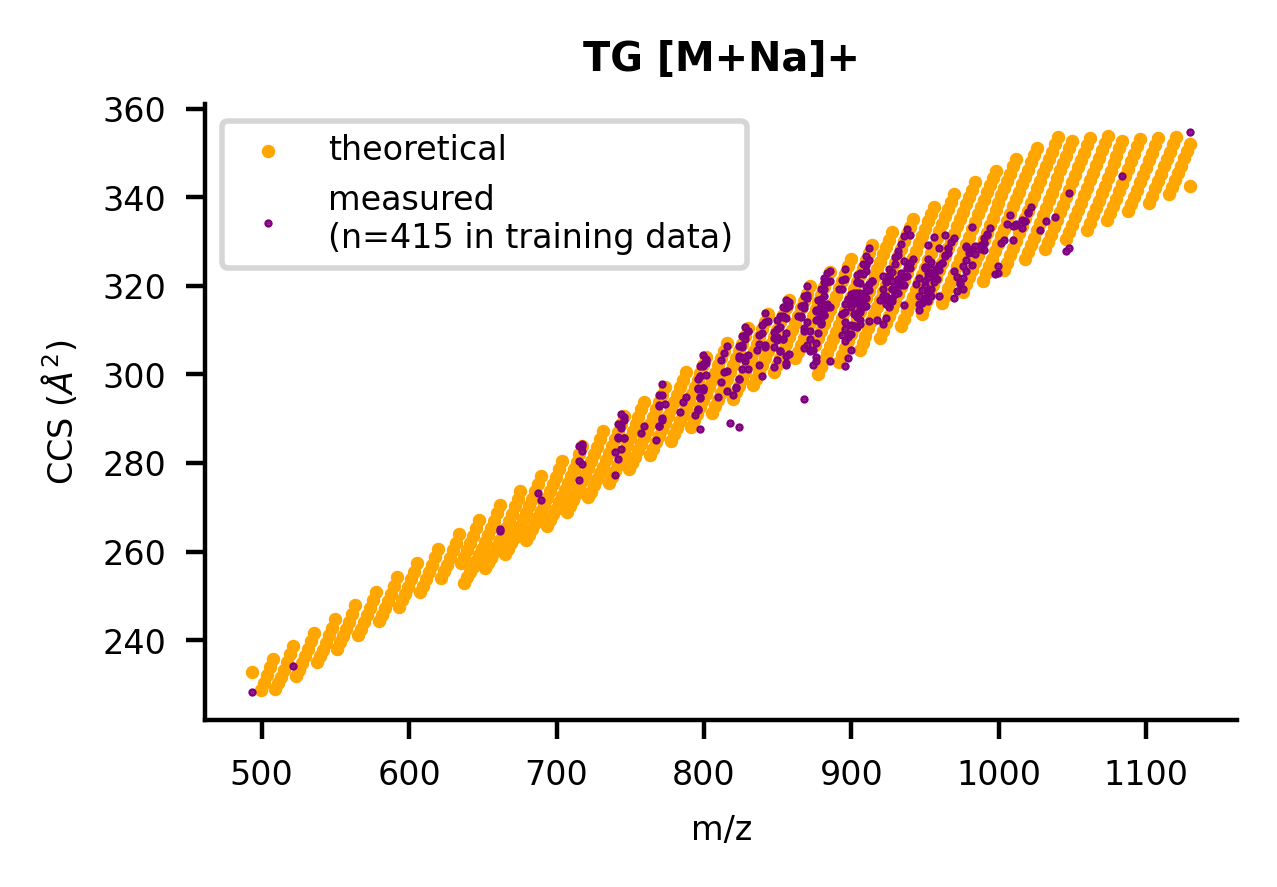 TG [M+Na]+
360
340
320
300
280
260
240
CCS (Å²)
theoretical
measured
(n=415 in training data)
500 600 700 800 900 1000 1100
m/z